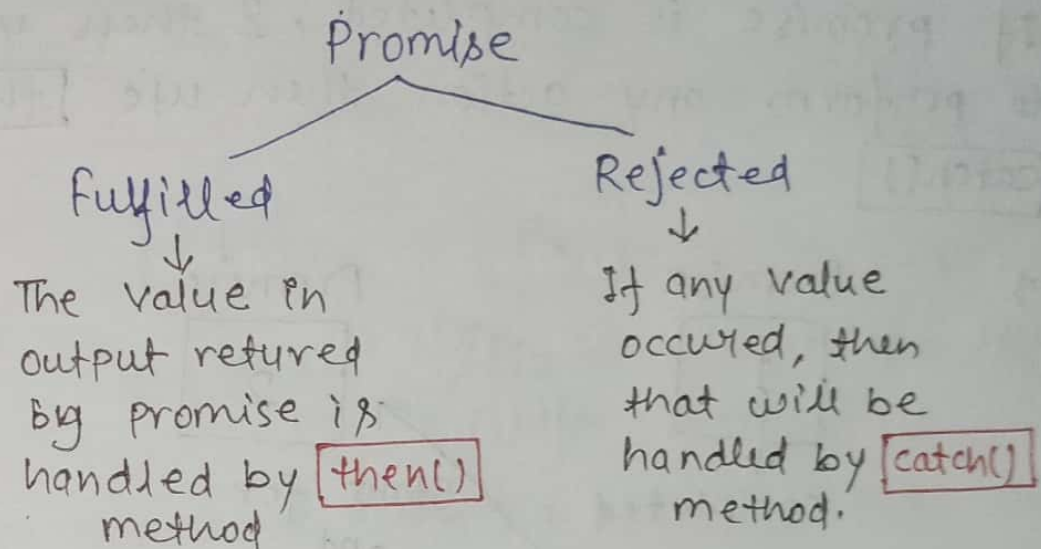 Promise
Fulfilled
↓
The value in
output retured
by promise is
handled by then()
method
Rejected
↓
If any value
occured, then
that will be
handled by catch()
method.